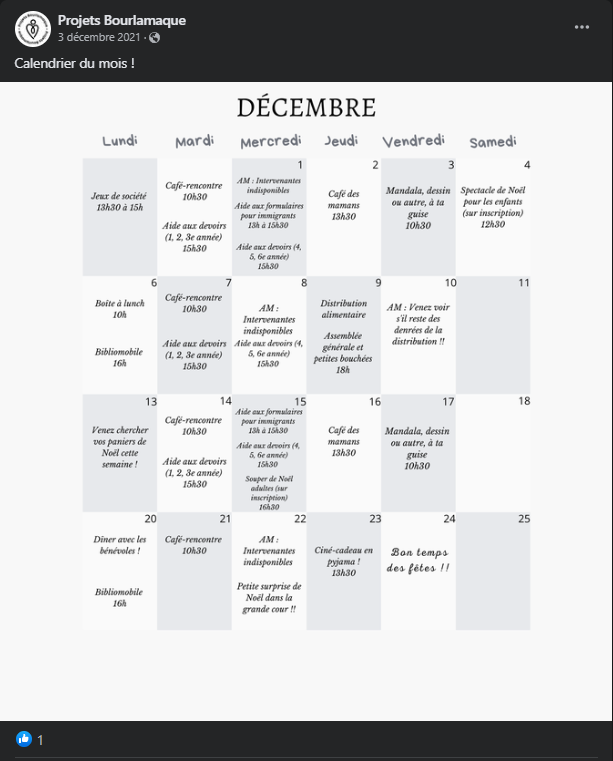 Projets Bourlamaque
3 décembre 2021 ·
Calendrier du mois !
DÉCEMBRE
Lundi Mardi Mercredi Jeudi Vendredi Samedi
Jeux de société
13h30 à 15h
Café-rencontre
10h30
Aide aux devoirs
(1, 2, 3e année)
15h30
1
AM : Intervenantes
indisponibles
Aide aux formulaires
pour immigrants
13h à 15h30
Aide aux devoirs (4,
5, 6e année)
15h30
2
Café des
mamans
13h30
3
Mandala, dessin
ou autre, à ta
guise
10h30
4
Spectacle de Noël
pour les enfants
(sur inscription)
12h30
6
Boîte à lunch
10h
Bibliomobile
16h
7
Café-rencontre
10h30
Aide aux devoirs
(1, 2, 3e année)
15h30
8
AM :
Intervenantes
indisponibles
Aide aux devoirs (4,
5, 6e année)
15h30
9
Distribution
alimentaire
Assemblée
générale et
petites bouchées
18h
10
AM : Venez voir
s'il reste des
denrées de la
distribution !!
11
13
Venez chercher
vos paniers de
Noël cette
semaine !
14
Café-rencontre
10h30
Aide aux devoirs
(1, 2, 3e année)
15h30
15
Aide aux formulaires
pour immigrants
13h à 15h30
Aide aux devoirs (4,
5, 6e année)
15h30
Souper de Noël
adultes (sur
inscription)
16h30
16
Café des
mamans
13h30
17
Mandala, dessin
ou autre, à ta
guise
10h30
18
20
Dîner avec les
bénévoles !
Bibliomobile
16h
21
Café-rencontre
10h30
22
AM :
Intervenantes
indisponibles
Petite surprise de
Noël dans la
grande cour !!
23
Ciné-cadeau en
pyjama !
13h30
24
Bon temps
des fêtes !!
25
1